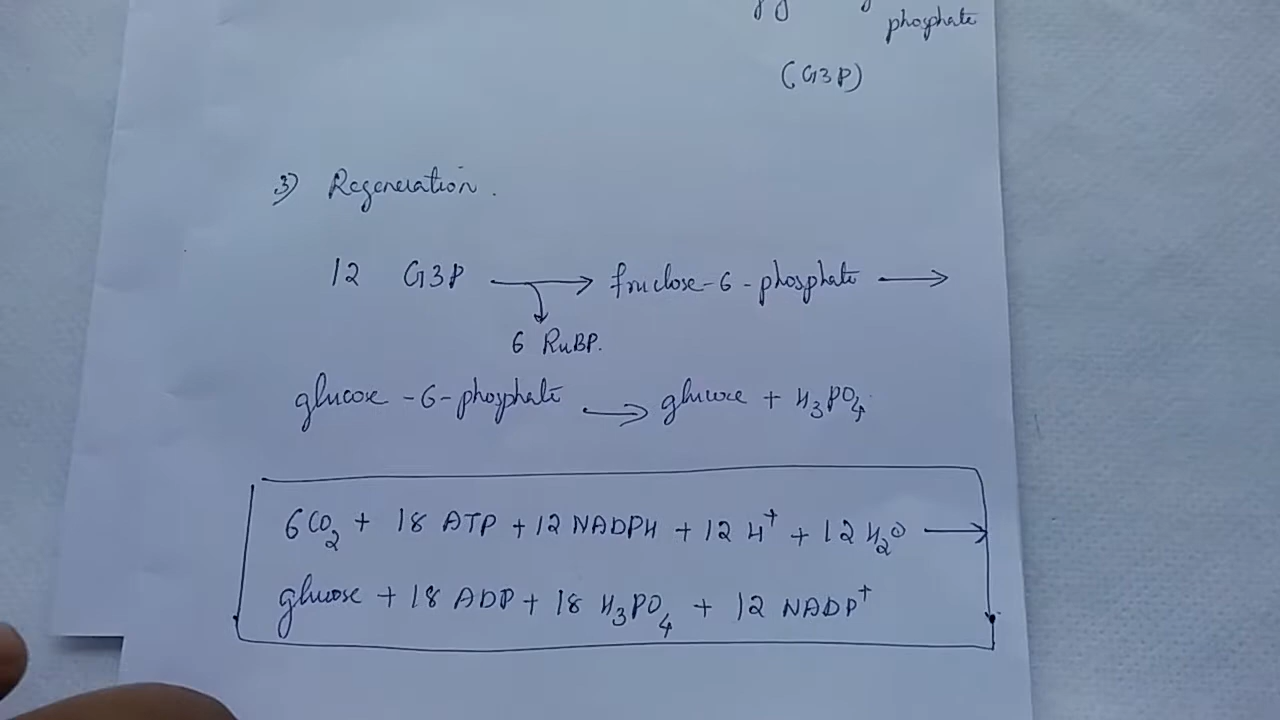 phosphate
(G3P)
3) Regeneration.
12 G3P ⟶ fructose-6-phosphate ⟶
6 RuBP.
glucose-6-phosphate ⟶ glucose + H₃PO₄
6CO₂ + 18 ATP + 12 NADPH + 12 H⁺ + 12 H₂O ⟶
glucose + 18 ADP + 18 H₃PO₄ + 12 NADP⁺